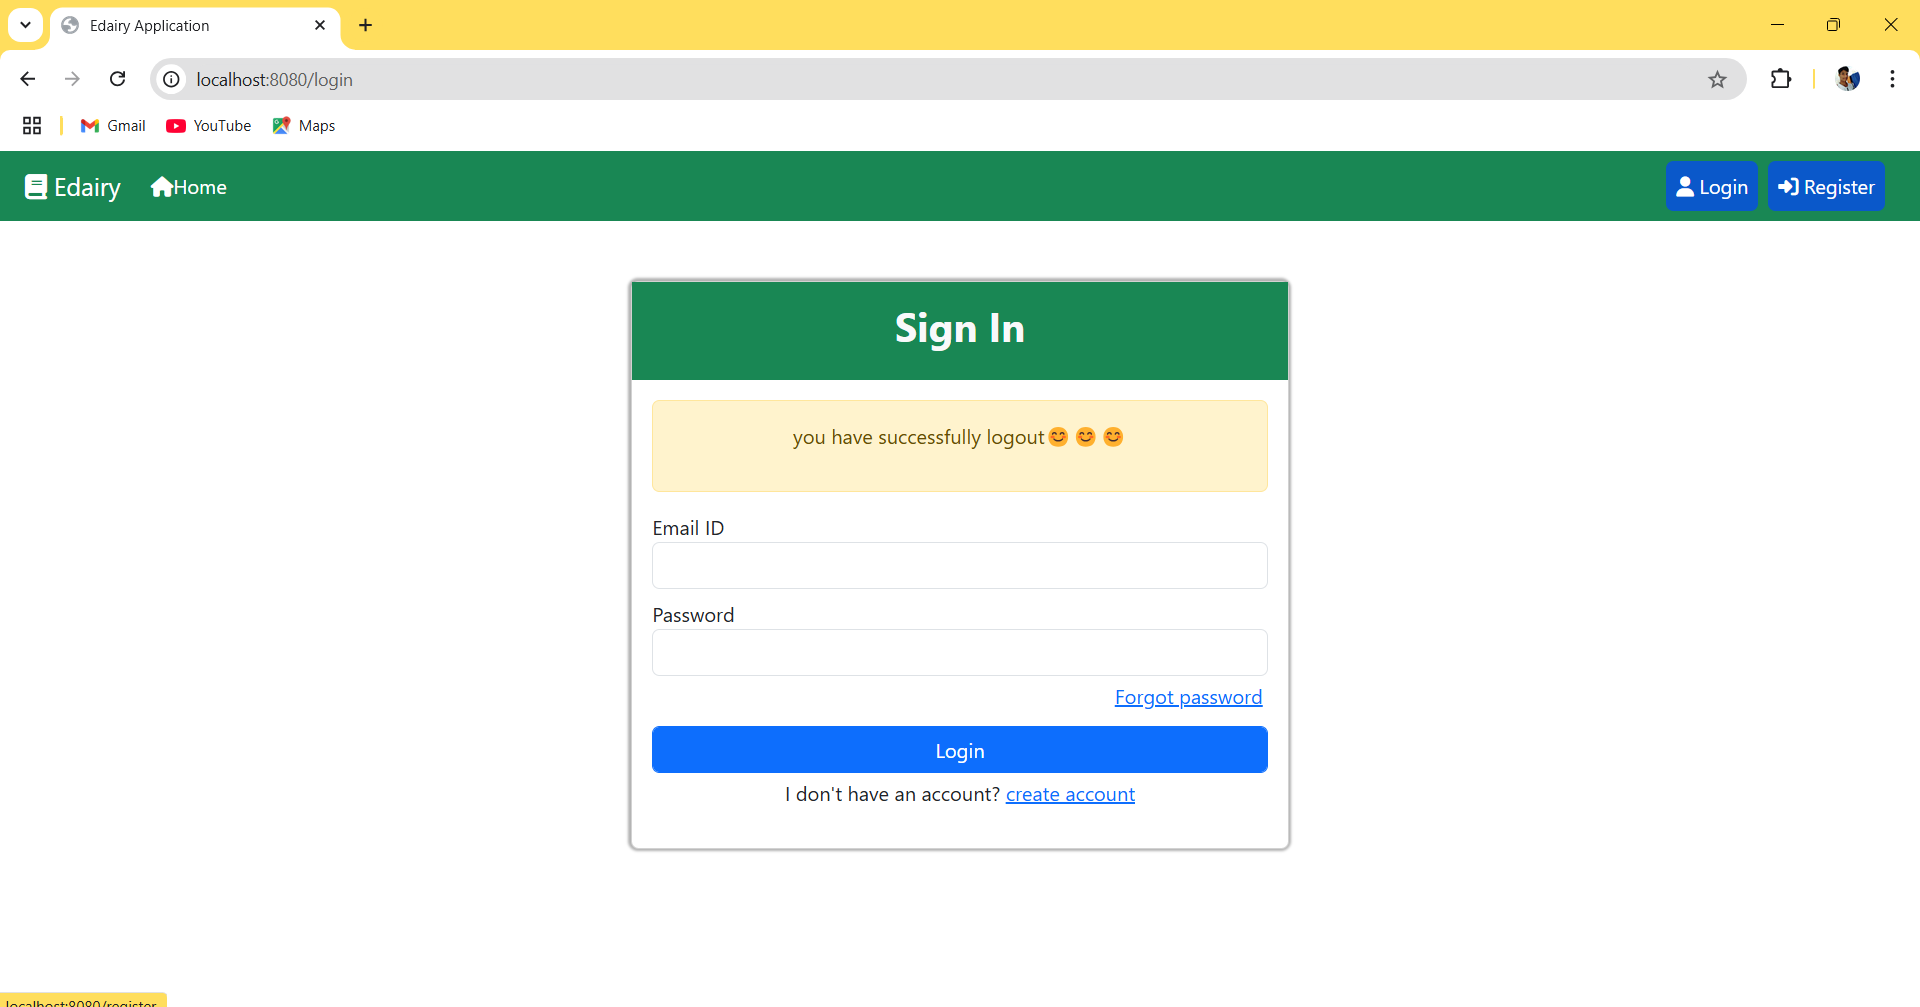 Edairy Application
localhost:8080/login
Gmail YouTube Maps
Edairy Home Login Register
Sign In
you have successfully logout😊 😊 😊
Email ID
Password
Forgot password
Login
I don't have an account? create account
localhost:8080/register